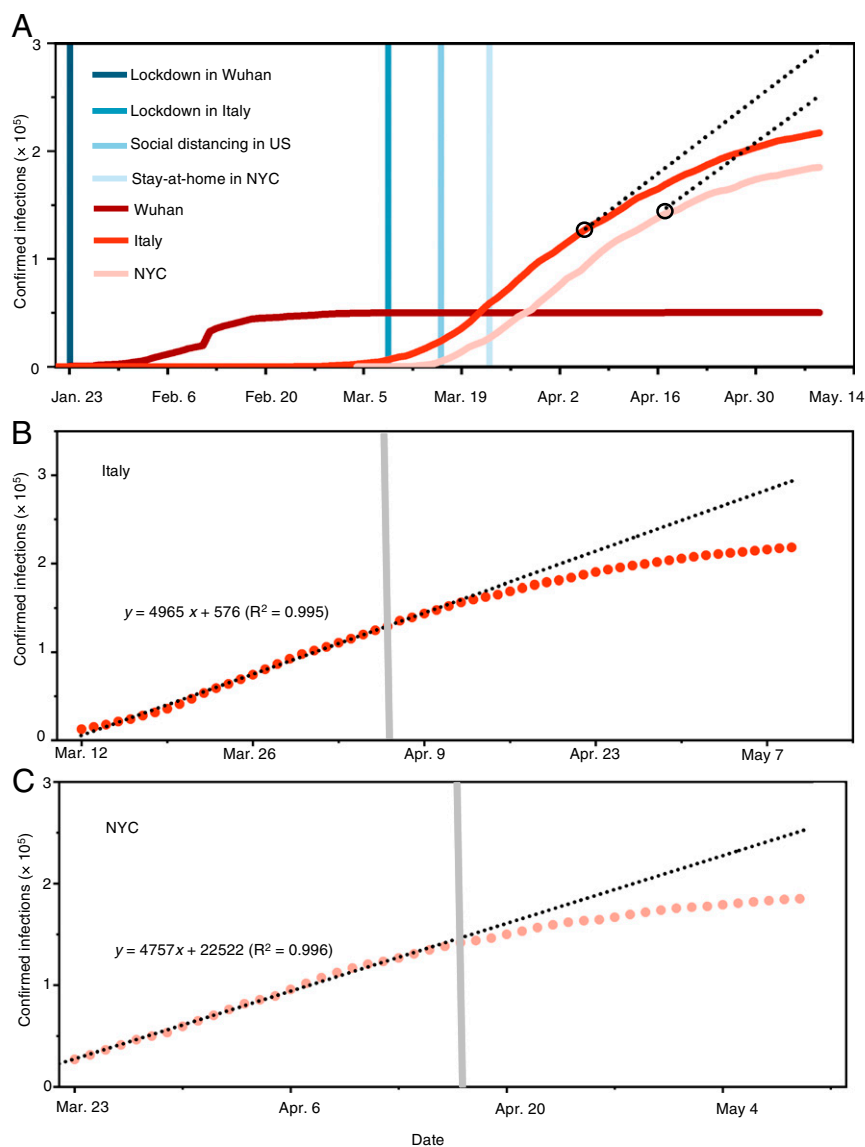 A
Confirmed infections (× 10⁵)
3
2
1
0
Lockdown in Wuhan
Lockdown in Italy
Social distancing in US
Stay-at-home in NYC
Wuhan
Italy
NYC
Jan. 23 Feb. 6 Feb. 20 Mar. 5 Mar. 19 Apr. 2 Apr. 16 Apr. 30 May. 14
B
Confirmed infections (× 10⁵)
3
2
1
0
Italy
y = 4965 x + 576 (R² = 0.995)
Mar. 12 Mar. 26 Apr. 9 Apr. 23 May 7
C
Confirmed infections (× 10⁵)
3
2
1
0
NYC
y = 4757x + 22522 (R² = 0.996)
Mar. 23 Apr. 6 Apr. 20 May 4
Date